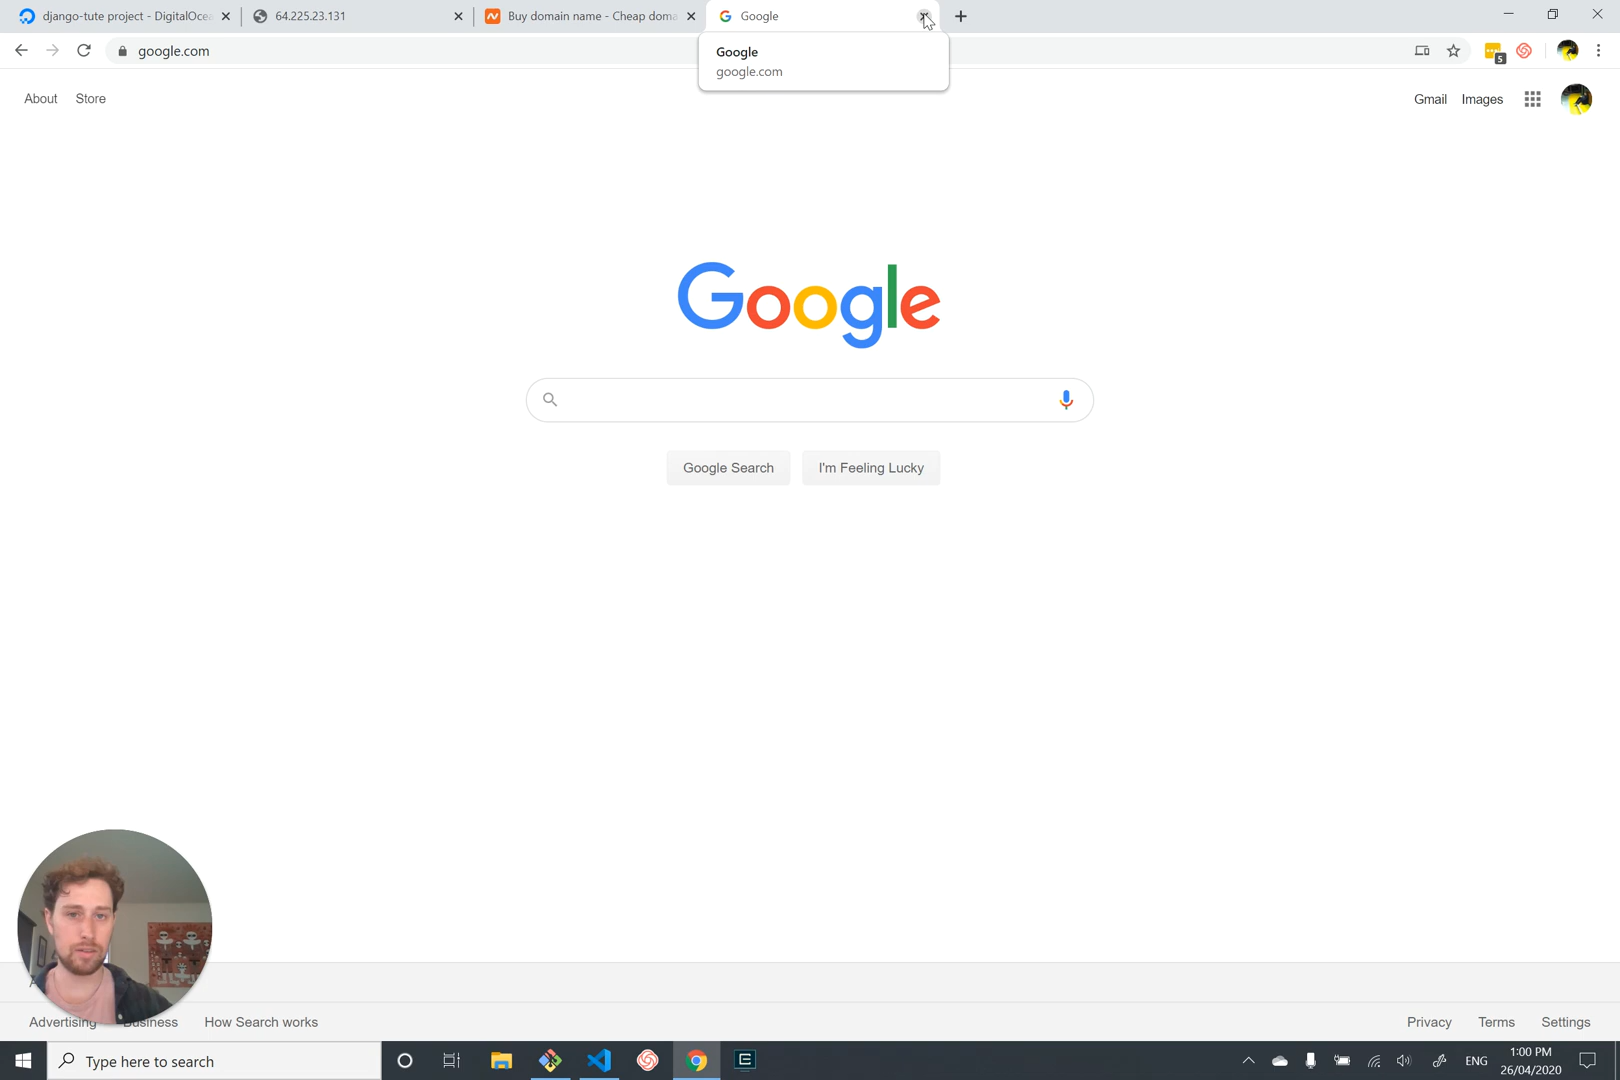 django-tute project - DigitalOce
64.225.23.131
Buy domain name - Cheap doma
Google
google.com
Google
google.com
About
Store
Gmail
Images
Google
Google Search
I'm Feeling Lucky
Advertising
Business
How Search works
Privacy
Terms
Settings
Type here to search
ENG
1:00 PM
26/04/2020
5